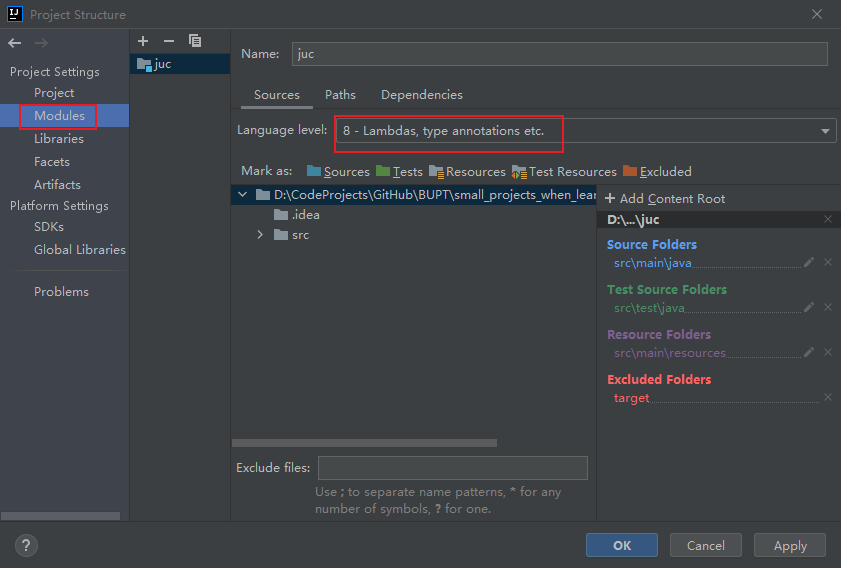 Project Structure
Project Settings
Project
Modules
Libraries
Facets
Artifacts
Platform Settings
SDKs
Global Libraries
Problems
juc
Name: juc
Sources Paths Dependencies
Language level: 8 - Lambdas, type annotations etc.
Mark as: Sources Tests Resources Test Resources Excluded
D:\CodeProjects\GitHub\BUPT\small_projects_when_lear
.idea
src
+ Add Content Root
D:\...\juc
Source Folders
src\main\java
Test Source Folders
src\test\java
Resource Folders
src\main\resources
Excluded Folders
target
Exclude files:
Use ; to separate name patterns, * for any
number of symbols, ? for one.
? OK Cancel Apply